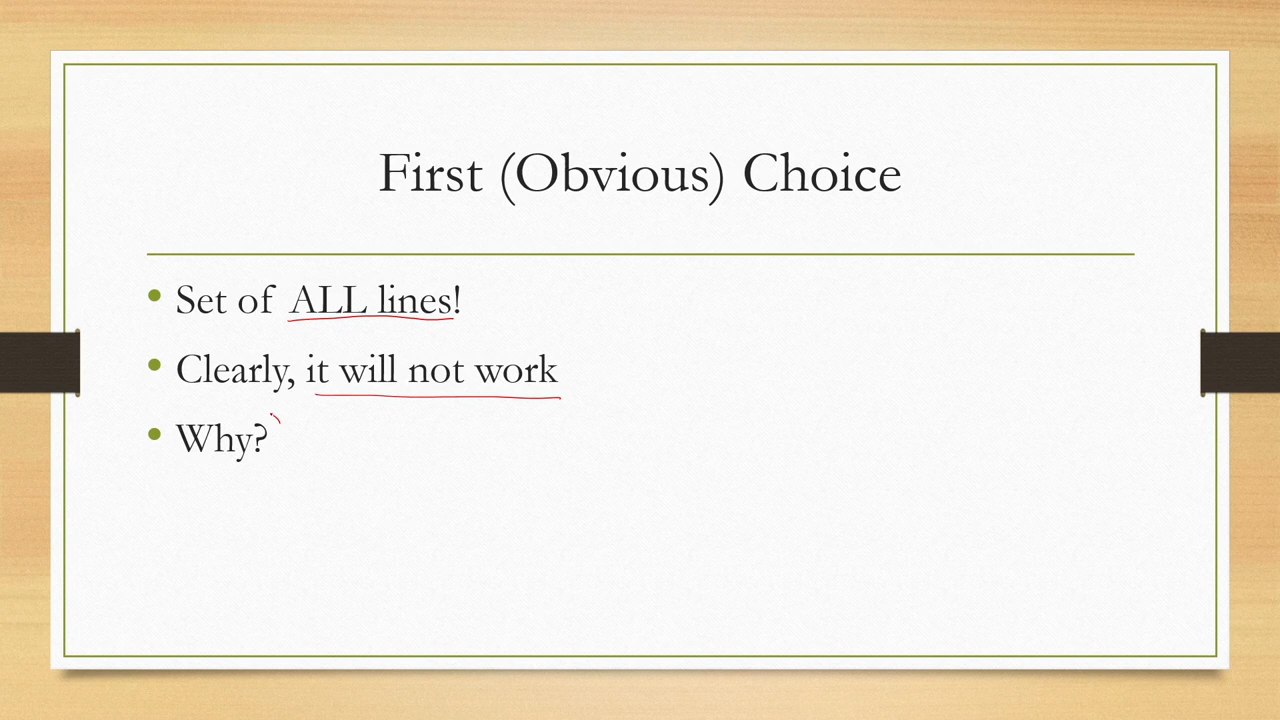 First (Obvious) Choice
• Set of ALL lines!
• Clearly, it will not work
• Why?